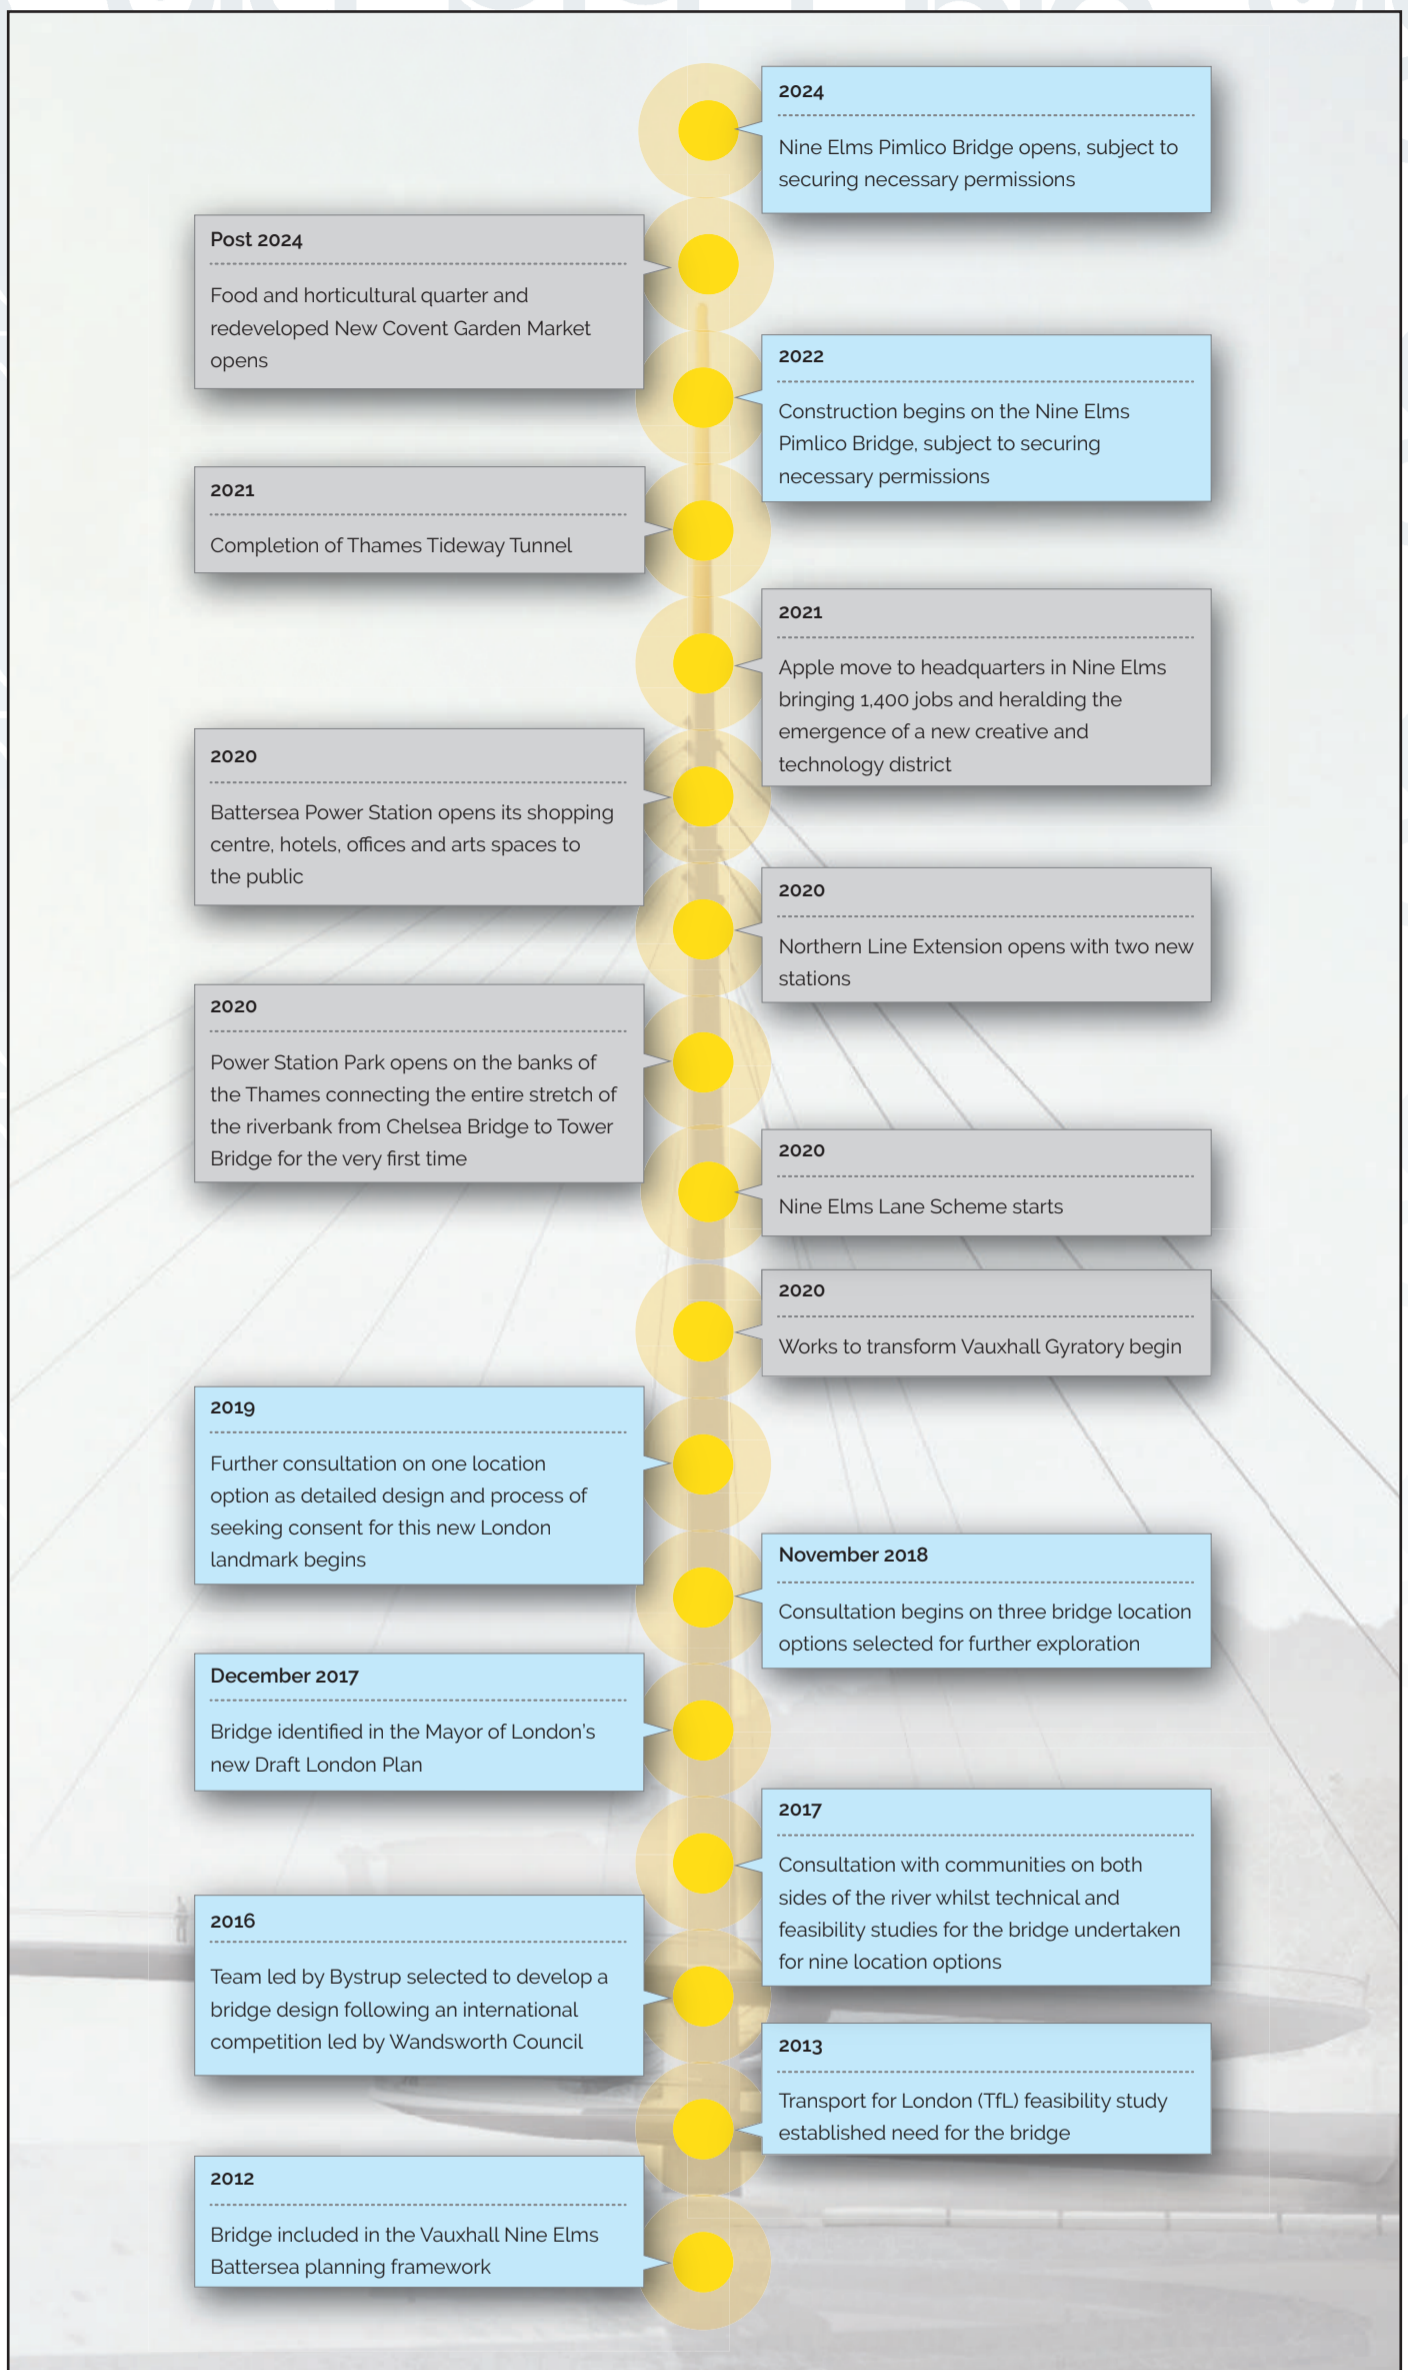 2024
Nine Elms Pimlico Bridge opens, subject to
securing necessary permissions
Post 2024
Food and horticultural quarter and
redeveloped New Covent Garden Market
opens
2022
Construction begins on the Nine Elms
Pimlico Bridge, subject to securing
necessary permissions
2021
Completion of Thames Tideway Tunnel
2021
Apple move to headquarters in Nine Elms
bringing 1,400 jobs and heralding the
emergence of a new creative and
technology district
2020
Battersea Power Station opens its shopping
centre, hotels, offices and arts spaces to
the public
2020
Northern Line Extension opens with two new
stations
2020
Power Station Park opens on the banks of
the Thames connecting the entire stretch of
the riverbank from Chelsea Bridge to Tower
Bridge for the very first time
2020
Nine Elms Lane Scheme starts
2020
Works to transform Vauxhall Gyratory begin
2019
Further consultation on one location
option as detailed design and process of
seeking consent for this new London
landmark begins
November 2018
Consultation begins on three bridge location
options selected for further exploration
December 2017
Bridge identified in the Mayor of London's
new Draft London Plan
2017
Consultation with communities on both
sides of the river whilst technical and
feasibility studies for the bridge undertaken
for nine location options
2016
Team led by Bystrup selected to develop a
bridge design following an international
competition led by Wandsworth Council
2013
Transport for London (TfL) feasibility study
established need for the bridge
2012
Bridge included in the Vauxhall Nine Elms
Battersea planning framework